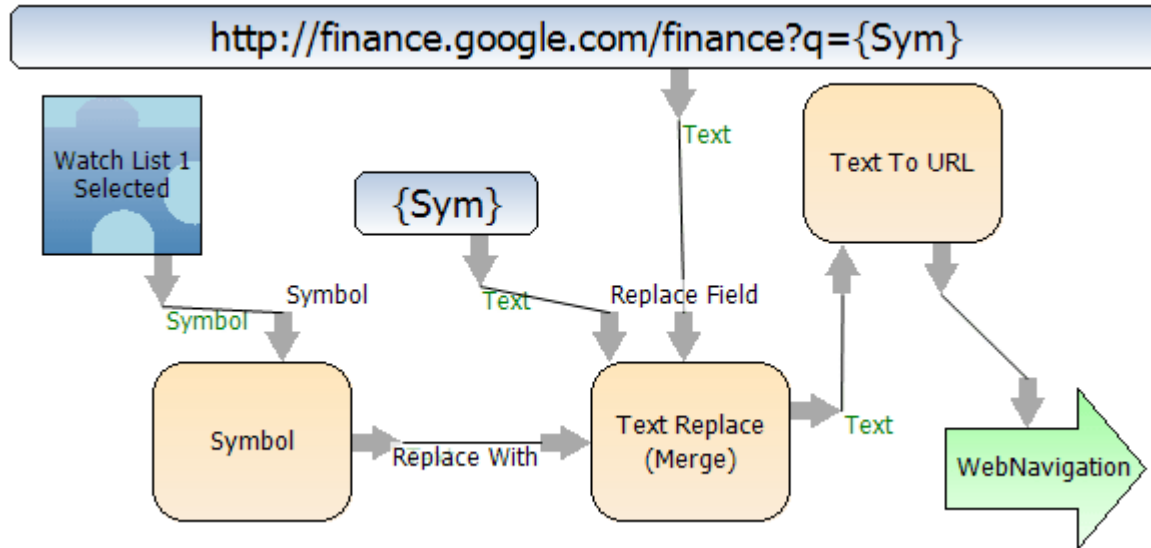 http://finance.google.com/finance?q={Sym}
Text
Watch List 1
Selected
{Sym}
Text To URL
Symbol
Symbol
Text
Replace Field
Symbol
Replace With
Text Replace
(Merge)
Text
WebNavigation